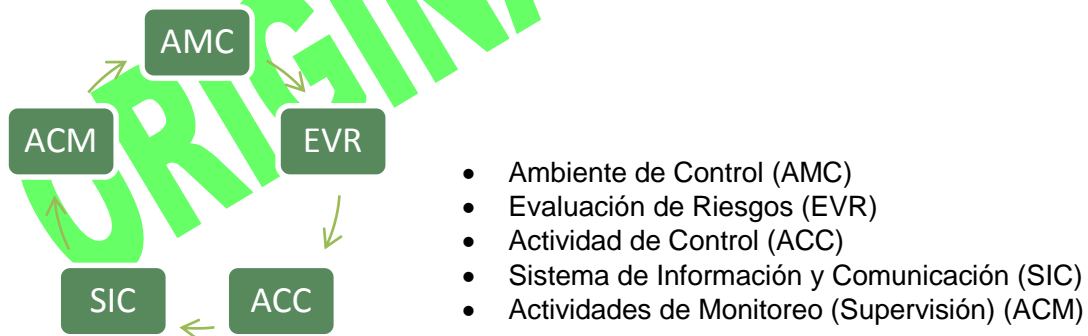 AMC
ACM
EVR
SIC
ACC
ORIGIN
• Ambiente de Control (AMC)
• Evaluación de Riesgos (EVR)
• Actividad de Control (ACC)
• Sistema de Información y Comunicación (SIC)
• Actividades de Monitoreo (Supervisión) (ACM)